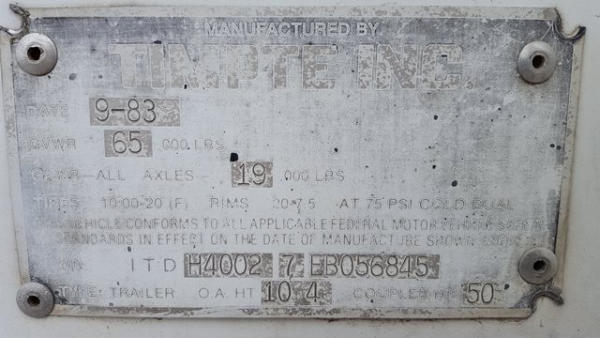 MANUFACTURED BY
TIMPTE INC.
DATE 9-83
GVWR 65 000 LBS
GAWR-ALL AXLES 19 000 LBS
TIRES 10:00-20 (F) RIMS 20-7.5 AT 75 PSI COLD DUAL
VEHICLE CONFORMS TO ALL APPLICABLE FEDERAL MOTOR VEHICLE SAFETY
STANDARDS IN EFFECT ON THE DATE OF MANUFACTURE SHOWN ABOVE
VIN 1TD H4002 7 EB056845
TYPE: TRAILER O.A. HT 10 4 COUPLER HT 50